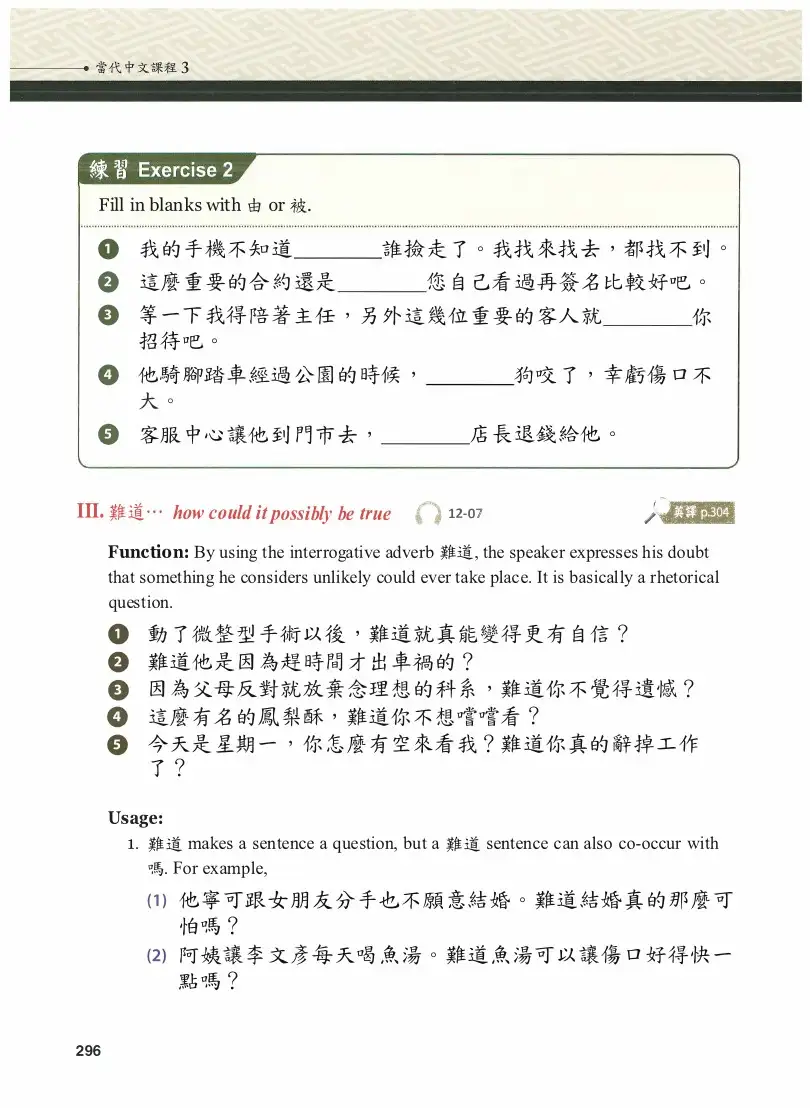 當代中文課程 3
練習 Exercise 2
Fill in blanks with 由 or 被.
1 我的手機不知道________誰撿走了。我找來找去，都找不到。
2 這麼重要的合約還是________您自己看過再簽名比較好吧。
3 等一下我得陪著主任，另外這幾位重要的客人就________你
招待吧。
4 他騎腳踏車經過公園的時候，________狗咬了，幸虧傷口不
大。
5 客服中心讓他到門市去，________店長退錢給他。
III. 難道… how could it possibly be true 12-07 英譯 p.304
Function: By using the interrogative adverb 難道, the speaker expresses his doubt
that something he considers unlikely could ever take place. It is basically a rhetorical
question.
1 動了微整型手術以後，難道就真能變得更有自信？
2 難道他是因為趕時間才出車禍的？
3 因為父母反對就放棄念理想的科系，難道你不覺得遺憾？
4 這麼有名的鳳梨酥，難道你不想嚐嚐看？
5 今天是星期一，你怎麼有空來看我？難道你真的辭掉工作
了？
Usage:
1. 難道 makes a sentence a question, but a 難道 sentence can also co-occur with
嗎. For example,
(1) 他寧可跟女朋友分手也不願意結婚。難道結婚真的那麼可
怕嗎？
(2) 阿姨讓李文彥每天喝魚湯。難道魚湯可以讓傷口好得快一
點嗎？
296